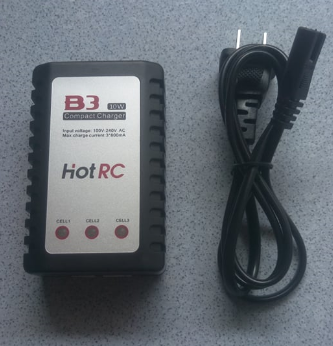 B3 10W
Compact Charger
Input voltage: 100V-240V AC
Max charge current: 3*800mA
HotRC
CELL1 CELL2 CELL3